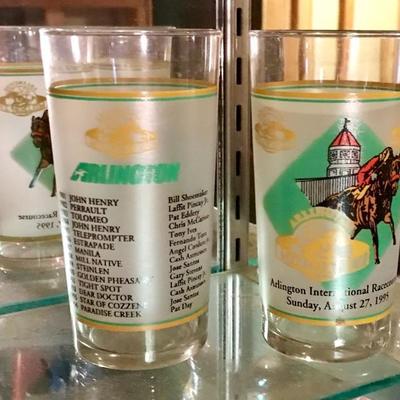 ARLINGTON
JOHN HENRY Bill Shoemaker
PERRAULT Laffit Pincay Jr.
TOLOMEO Pat Eddery
JOHN HENRY Chris McCarron
TELEPROMPTER Tony Ives
ESTRAPADE Fernando Toro
MANILA Angel Cordero Jr.
MILL NATIVE Cash Asmussen
STEINLEN Jose Santos
GOLDEN PHEASANT Gary Stevens
TIGHT SPOT Laffit Pincay Jr.
DEAR DOCTOR Cash Asmussen
STAR OF COZZENE Jose Santos
PARADISE CREEK Pat Day
Arlington International Racecourse
Sunday, August 27, 1995